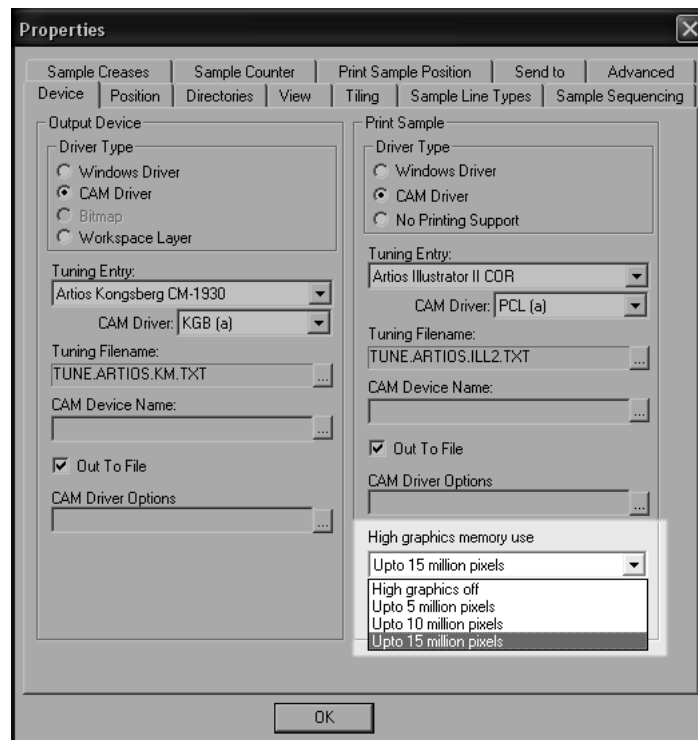 Properties
Sample Creases
Sample Counter
Print Sample Position
Send to
Advanced
Device
Position
Directories
View
Tiling
Sample Line Types
Sample Sequencing
Output Device
Driver Type
Windows Driver
CAM Driver
Bitmap
Workspace Layer
Tuning Entry:
Artios Kongsberg CM-1930
CAM Driver: KGB (a)
Tuning Filename:
TUNE.ARTIOS.KM.TXT
...
CAM Device Name:
...
Out To File
CAM Driver Options
...
Print Sample
Driver Type
Windows Driver
CAM Driver
No Printing Support
Tuning Entry:
Artios Illustrator II COR
CAM Driver: PCL (a)
Tuning Filename:
TUNE.ARTIOS.ILL2.TXT
...
CAM Device Name:
...
Out To File
CAM Driver Options
...
High graphics memory use
Upto 15 million pixels
High graphics off
Upto 5 million pixels
Upto 10 million pixels
Upto 15 million pixels
OK